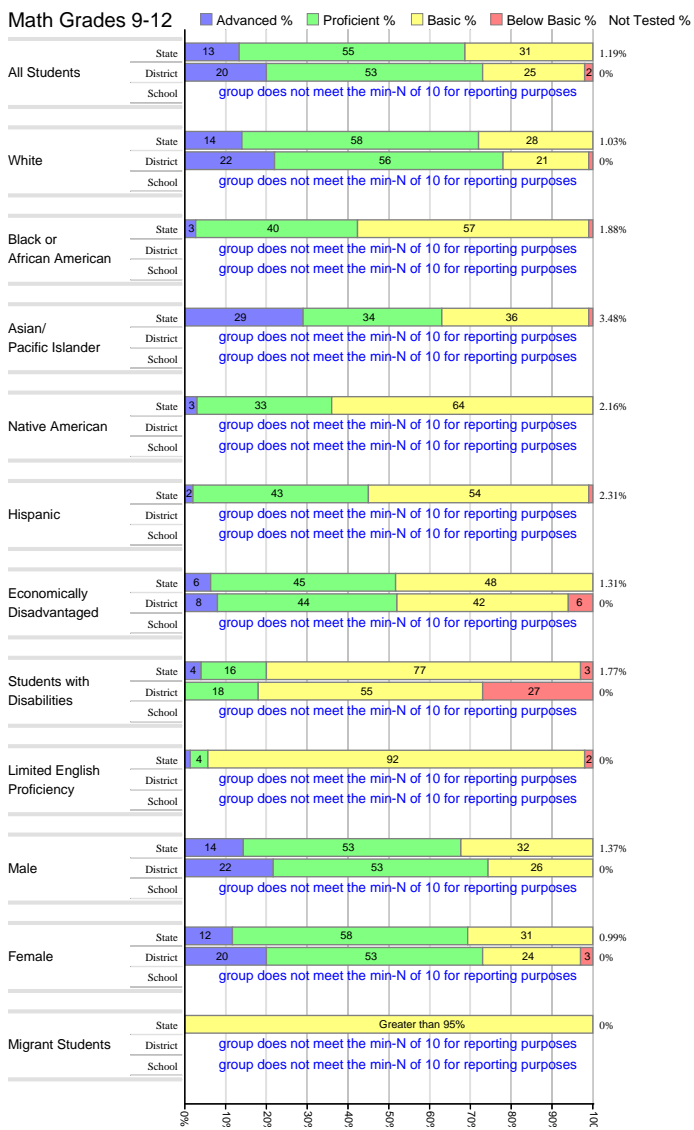 Math Grades 9-12
Advanced % Proficient % Basic % Below Basic % Not Tested %
State 13 55 31 1.19%
All Students District 20 53 25 2 0%
School group does not meet the min-N of 10 for reporting purposes
State 14 58 28 1.03%
White District 22 56 21 0%
School group does not meet the min-N of 10 for reporting purposes
State 3 40 57 1.88%
Black or
African American
District group does not meet the min-N of 10 for reporting purposes
School group does not meet the min-N of 10 for reporting purposes
State 29 34 36 3.48%
Asian/
Pacific Islander
District group does not meet the min-N of 10 for reporting purposes
School group does not meet the min-N of 10 for reporting purposes
State 3 33 64 2.16%
Native American District group does not meet the min-N of 10 for reporting purposes
School group does not meet the min-N of 10 for reporting purposes
State 2 43 54 2.31%
Hispanic District group does not meet the min-N of 10 for reporting purposes
School group does not meet the min-N of 10 for reporting purposes
State 6 45 48 1.31%
Economically
Disadvantaged
District 8 44 42 6 0%
School group does not meet the min-N of 10 for reporting purposes
State 4 16 77 3 1.77%
Students with
Disabilities
District 18 55 27 0%
School group does not meet the min-N of 10 for reporting purposes
State 4 92 2 0%
Limited English
Proficiency
District group does not meet the min-N of 10 for reporting purposes
School group does not meet the min-N of 10 for reporting purposes
State 14 53 32 1.37%
Male District 22 53 26 0%
School group does not meet the min-N of 10 for reporting purposes
State 12 58 31 0.99%
Female District 20 53 24 3 0%
School group does not meet the min-N of 10 for reporting purposes
State Greater than 95% 0%
Migrant Students District group does not meet the min-N of 10 for reporting purposes
School group does not meet the min-N of 10 for reporting purposes
0% 10% 20% 30% 40% 50% 60% 70% 80% 90% 100